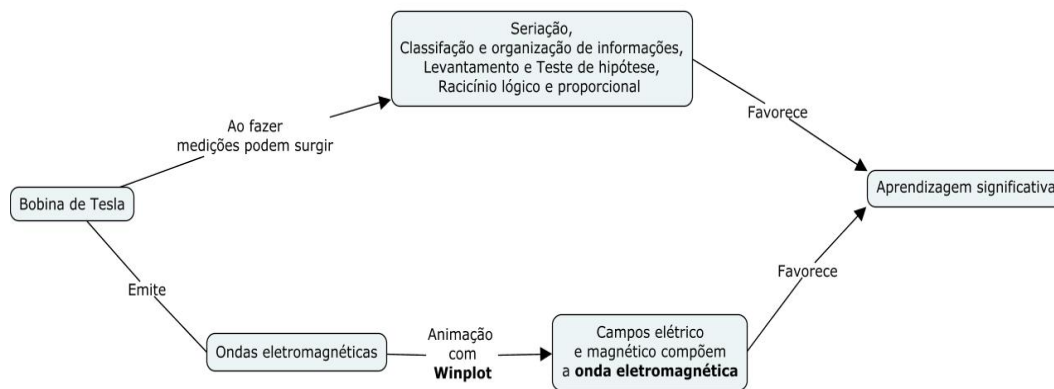 Seriação,
Classifação e organização de informações,
Levantamento e Teste de hipótese,
Racicínio lógico e proporcional
Ao fazer
medições podem surgir
Favorece
Bobina de Tesla
Aprendizagem significativa
Emite
Favorece
Ondas eletromagnéticas
Animação
com
Winplot
Campos elétrico
e magnético compõem
a onda eletromagnética